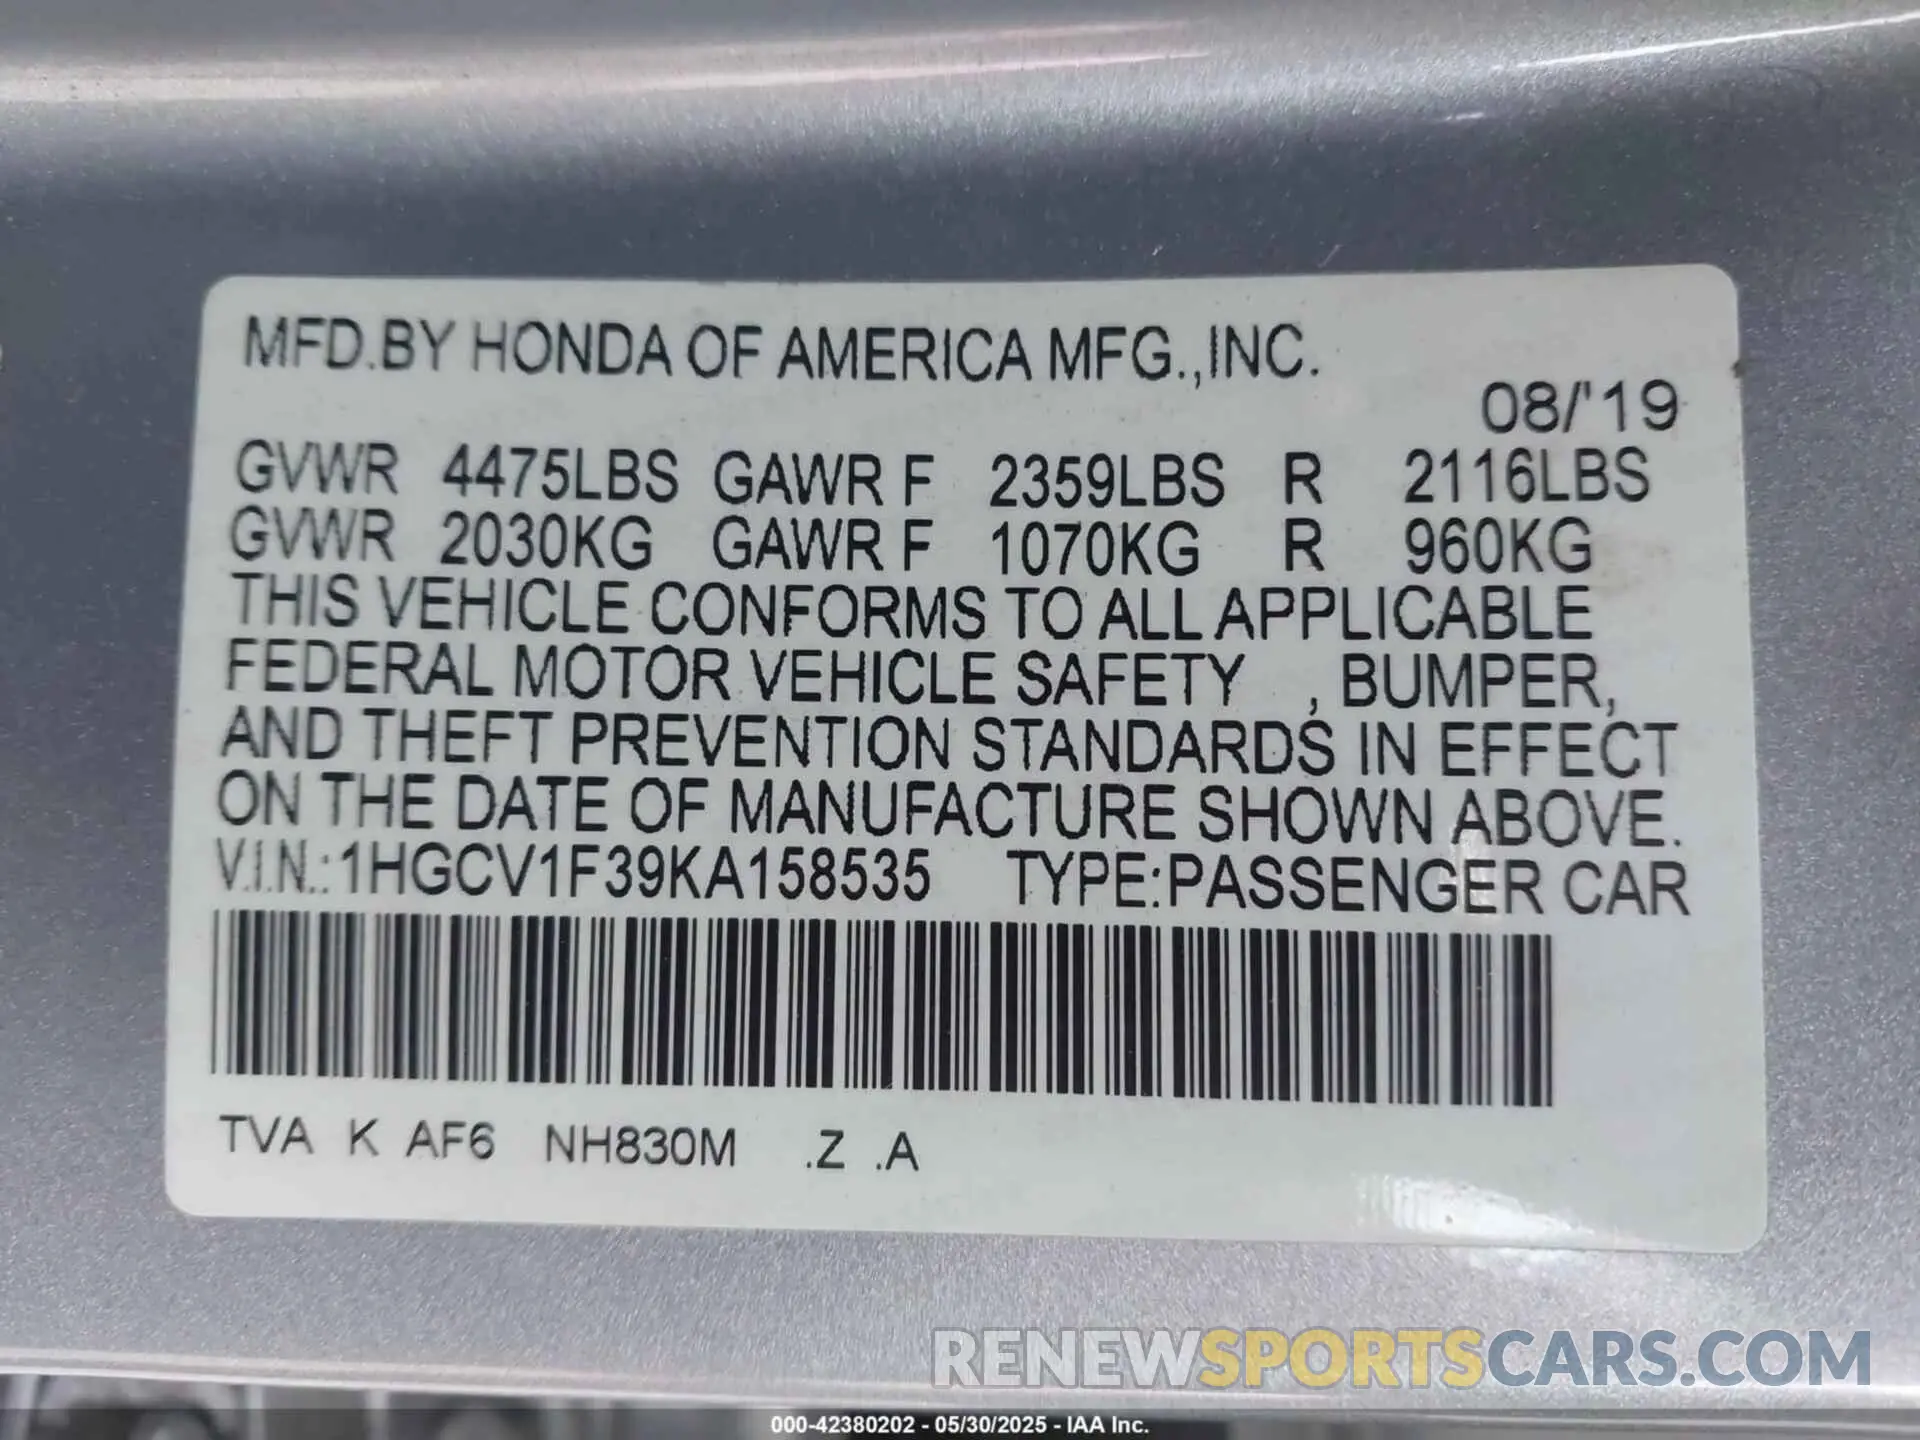 MFD.BY HONDA OF AMERICA MFG.,INC.
08/'19
GVWR 4475LBS GAWR F 2359LBS R 2116LBS
GVWR 2030KG GAWR F 1070KG R 960KG
THIS VEHICLE CONFORMS TO ALL APPLICABLE
FEDERAL MOTOR VEHICLE SAFETY , BUMPER,
AND THEFT PREVENTION STANDARDS IN EFFECT
ON THE DATE OF MANUFACTURE SHOWN ABOVE.
V.I.N.:1HGCV1F39KA158535 TYPE:PASSENGER CAR
TVA K AF6 NH830M .Z .A
RENEWSPORTSCARS.COM
000-42380202 - 05/30/2025 - IAA Inc.